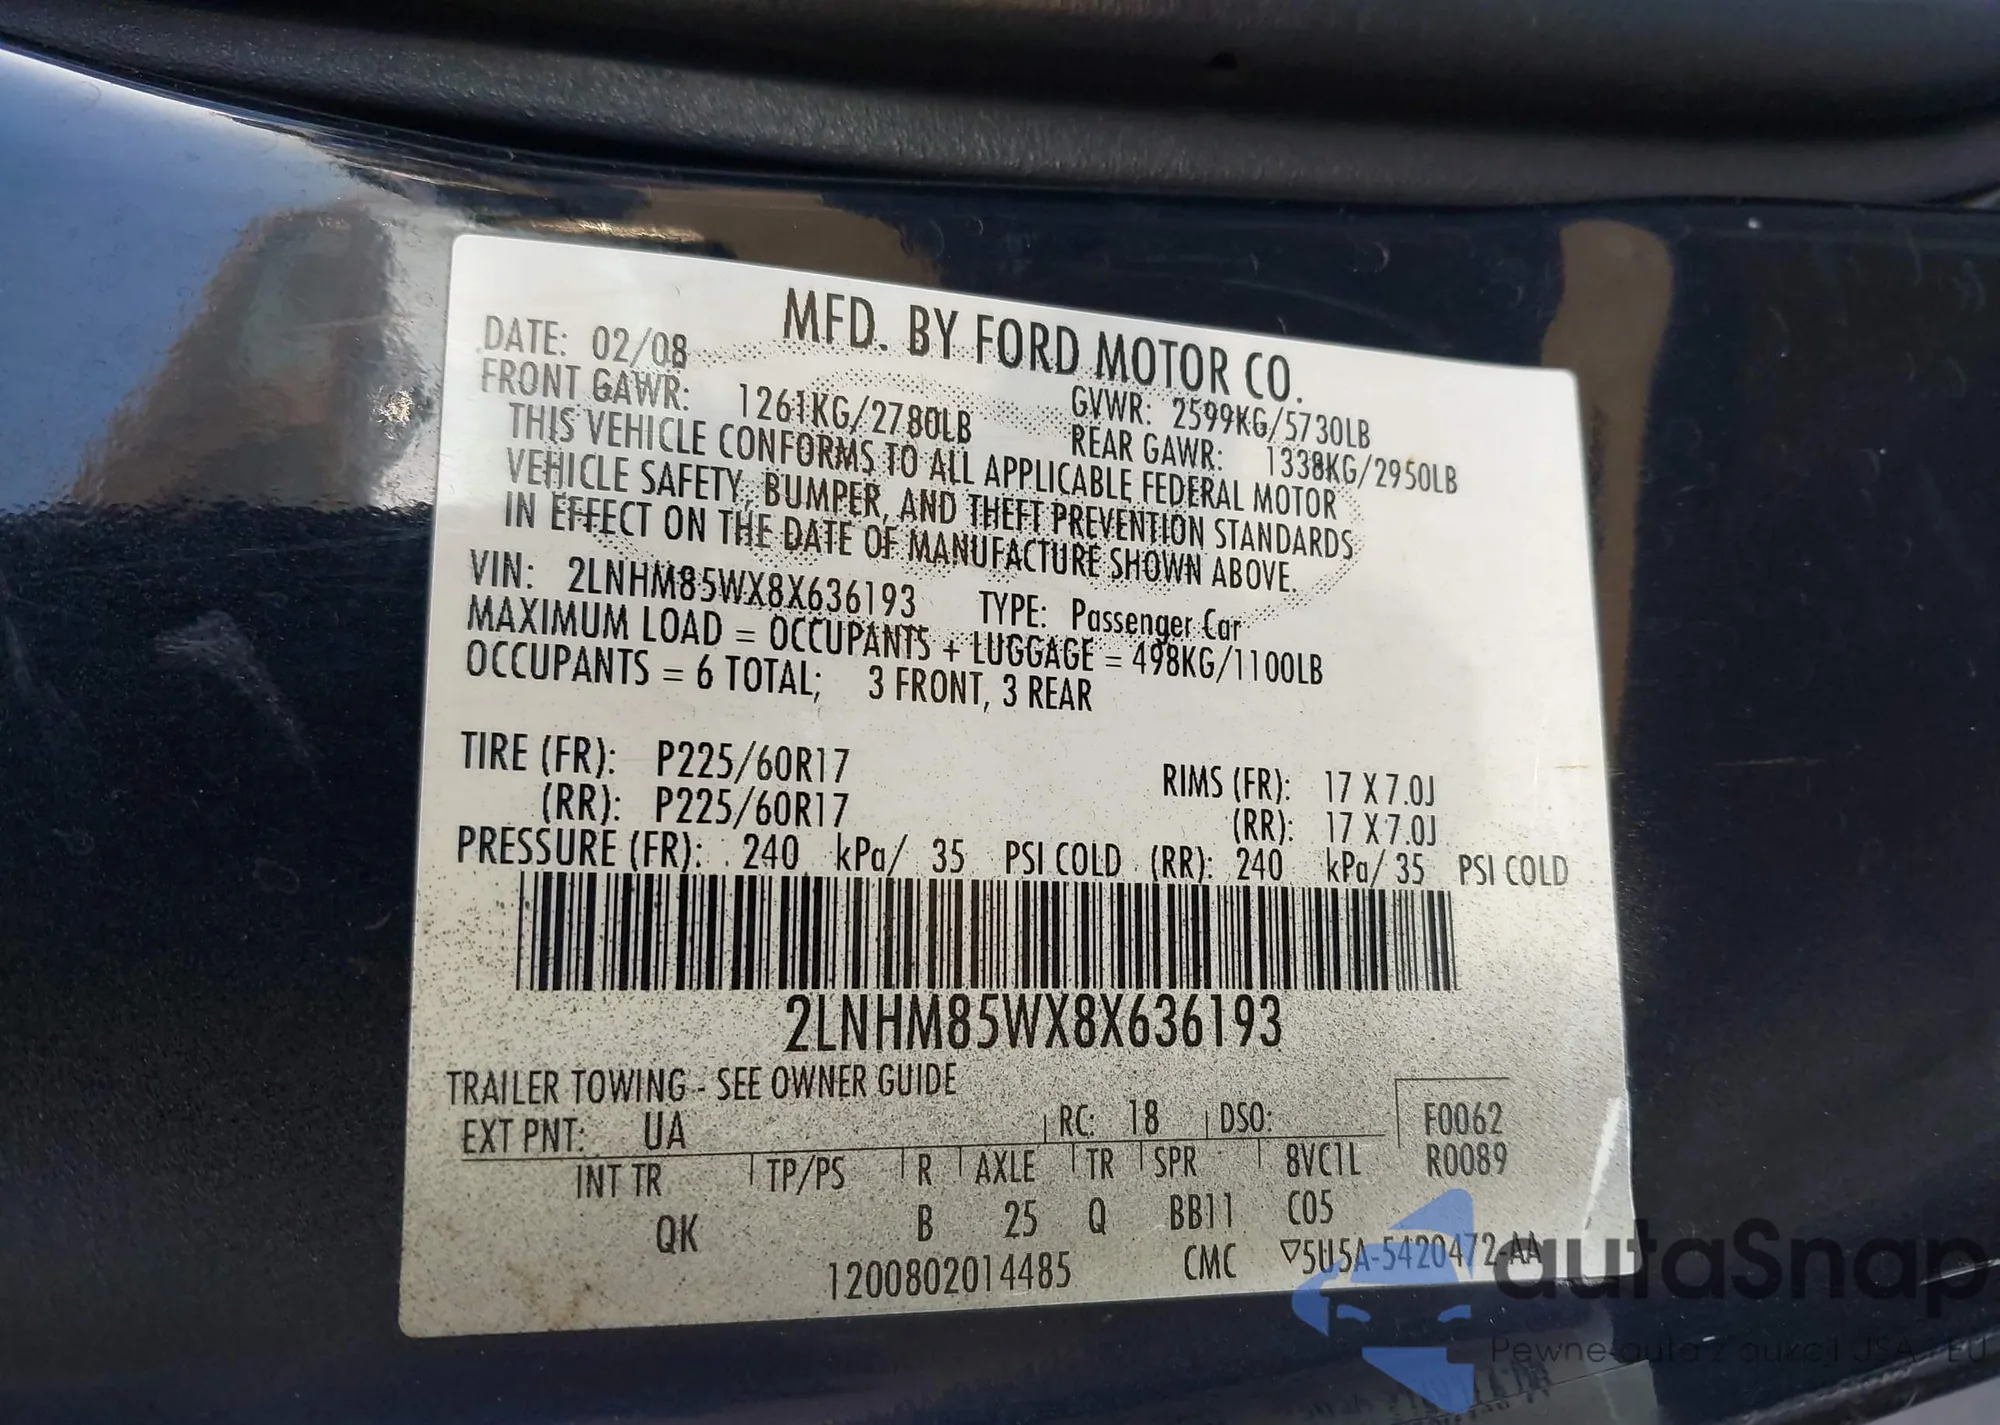 MFD. BY FORD MOTOR CO.
DATE: 02/08
FRONT GAWR: 1261KG/2780LB
GVWR: 2599KG/5730LB
REAR GAWR: 1338KG/2950LB
THIS VEHICLE CONFORMS TO ALL APPLICABLE FEDERAL MOTOR
VEHICLE SAFETY, BUMPER, AND THEFT PREVENTION STANDARDS
IN EFFECT ON THE DATE OF MANUFACTURE SHOWN ABOVE.
VIN: 2LNHM85WX8X636193 TYPE: Passenger Car
MAXIMUM LOAD = OCCUPANTS + LUGGAGE = 498KG/1100LB
OCCUPANTS = 6 TOTAL; 3 FRONT, 3 REAR
TIRE (FR): P225/60R17 RIMS (FR): 17 X 7.0J
(RR): P225/60R17 (RR): 17 X 7.0J
PRESSURE (FR): 240 kPa/ 35 PSI COLD (RR): 240 kPa/ 35 PSI COLD
2LNHM85WX8X636193
TRAILER TOWING - SEE OWNER GUIDE
EXT PNT: UA RC: 18 DSO: F0062
R0089
INT TR TP/PS R AXLE TR SPR 8VC1L
QK B 25 Q BB11 C05
1200802014485 CMC ▽5U5A-5420472-AA
autaSnap
Pewne auta z aukcji USA i EU